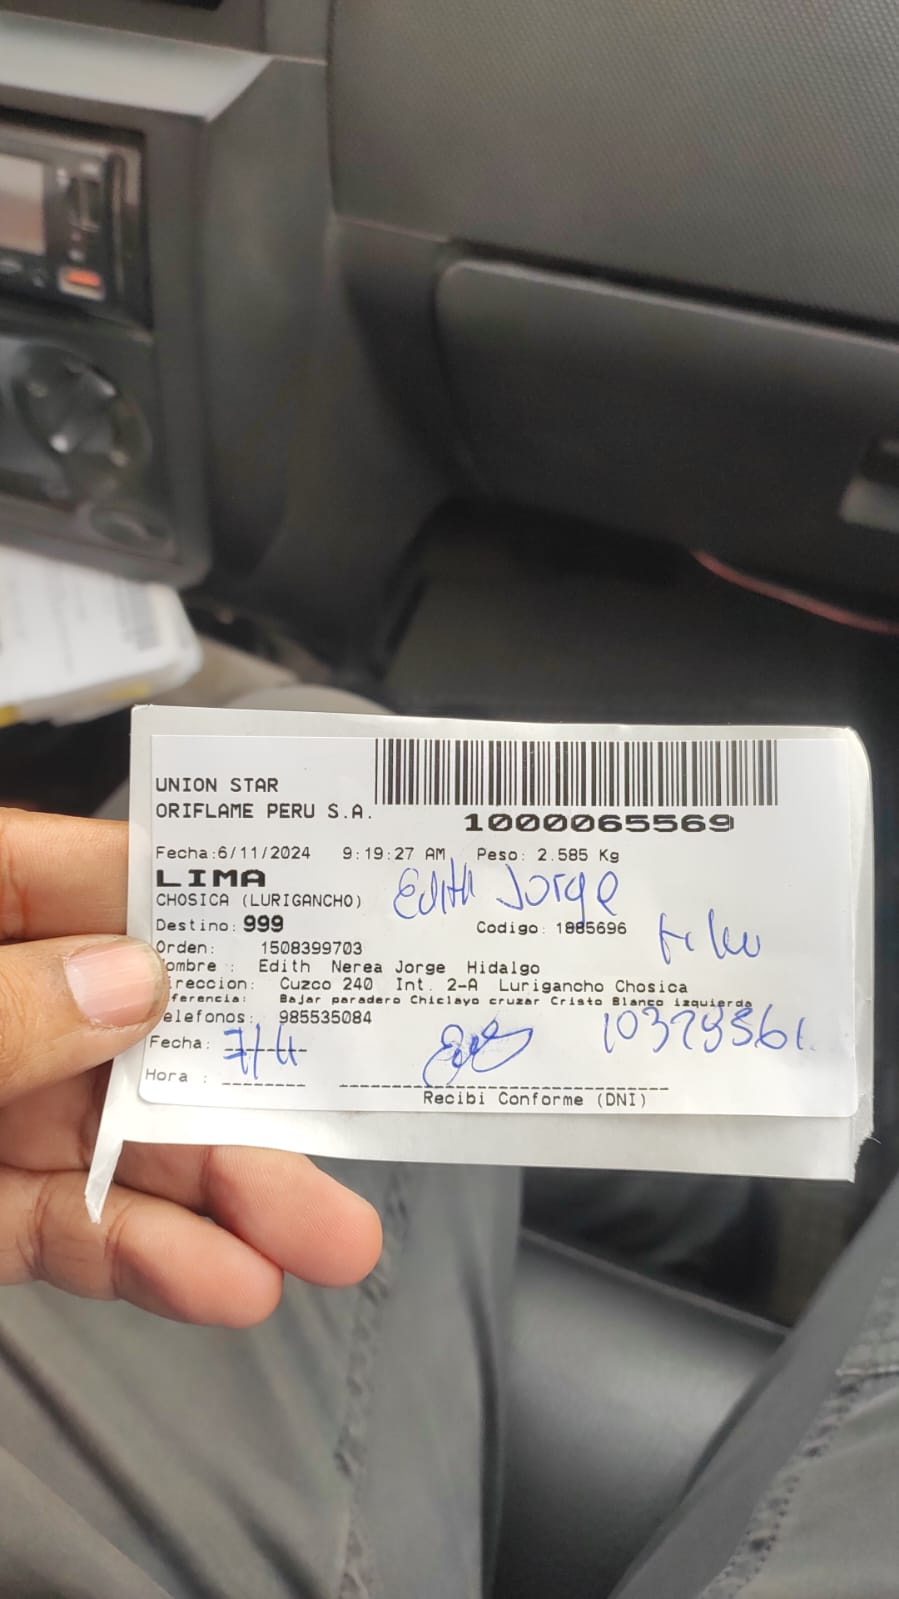 UNION STAR
ORIFLAME PERU S.A.
1000065569
Fecha:6/11/2024 9:19:27 AM Peso: 2.585 Kg
LIMA
Edith Jorge
CHOSICA (LURIGANCHO)
Destino: 999 Codigo: 1885696
Orden: 1508399703
ombre : Edith Nerea Jorge Hidalgo
ireccion: Cuzco 240 Int. 2-A Lurigancho Chosica
ferencia: Bajar paradero Chiclayo cruzar Cristo Blanco izquierda
elefonos: 985535084
Fecha: 7/11
Hora :
Recibi Conforme (DNI)